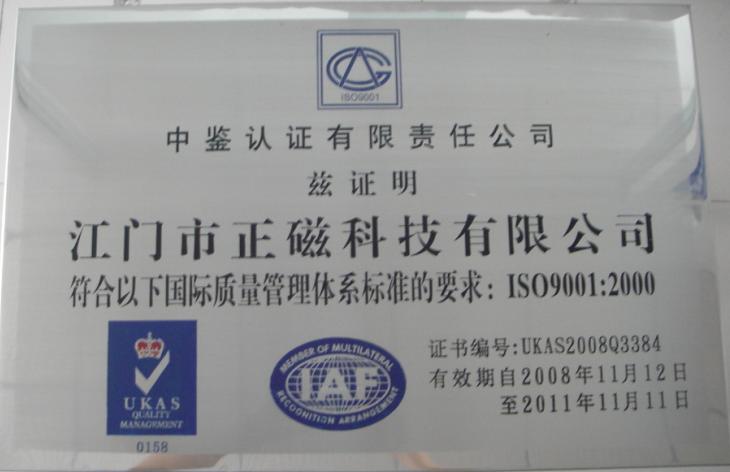 ISO9001
中鉴认证有限责任公司
兹证明
江门市正磁科技有限公司
符合以下国际质量管理体系标准的要求：ISO9001:2000
证书编号:UKAS2008Q3384
有效期自2008年11月12日
至2011年11月11日
UKAS
QUALITY
MANAGEMENT
0158
MEMBER OF MULTILATERAL
IAF
RECOGNITION ARRANGEMENT